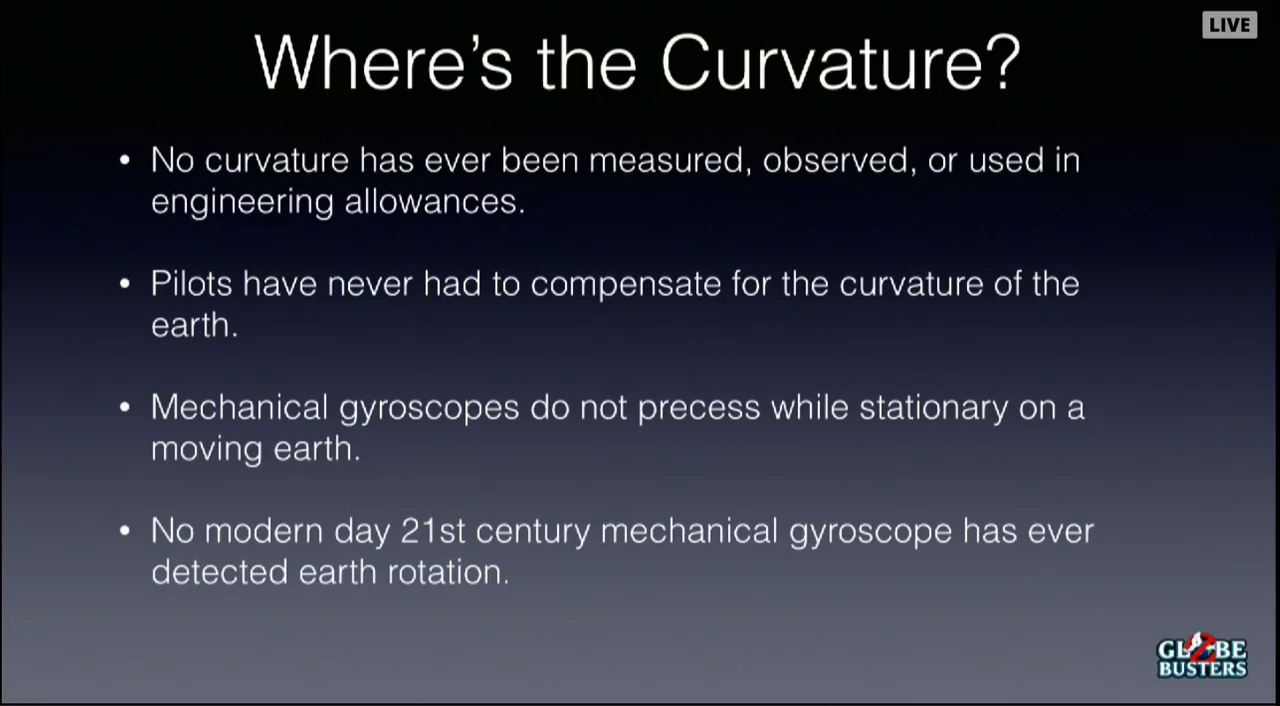 LIVE
Where's the Curvature?
• No curvature has ever been measured, observed, or used in
engineering allowances.
• Pilots have never had to compensate for the curvature of the
earth.
• Mechanical gyroscopes do not precess while stationary on a
moving earth.
• No modern day 21st century mechanical gyroscope has ever
detected earth rotation.
GLOBE
BUSTERS